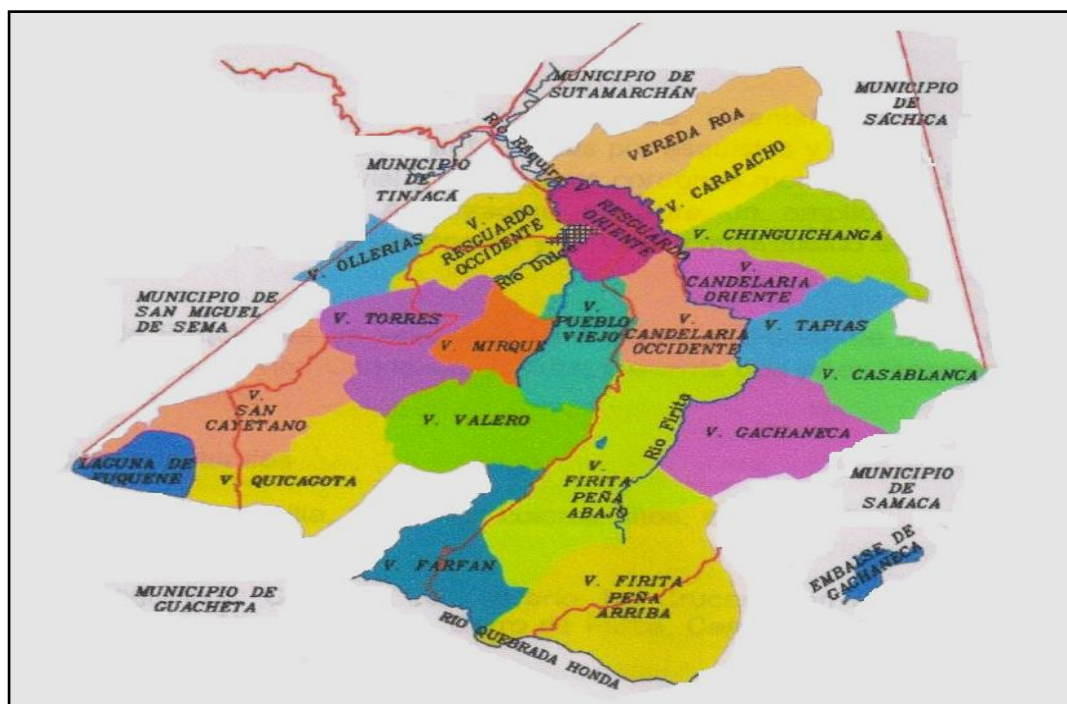 MUNICIPIO DE
SUTAMARCHÁN
MUNICIPIO
DE
SÁCHICA
MUNICIPIO
DE
TINJACÁ
VEREDA ROA
V. CARAPACHO
V.
RESGUARDO
ORIENTE
V.
RESGUARDO
OCCIDENTE
V. CHINGUICHANGA
V. OLLERIAS
RIO Dulce
V.
CANDELARIA
ORIENTE
MUNICIPIO DE
SAN MIGUEL
DE SEMA
V. TORRES
V.
PUEBLO
VIEJO
V.
CANDELARIA
OCCIDENTE
V. TAPIAS
V. MIRQUE
V. CASABLANCA
V.
SAN
CAYETANO
V. VALERO
Rio Firita
V. GACHANECA
LAGUNA DE
FUQUENE
V. QUICAGOTA
V.
FIRITA
PEÑA
ABAJO
MUNICIPIO
DE
SAMACA
EMBALSE DE
GACHANECA
V. FARFAN
V. FIRITA
PEÑA
ARRIBA
MUNICIPIO DE
GUACHETA
RIO QUEBRADA HONDA